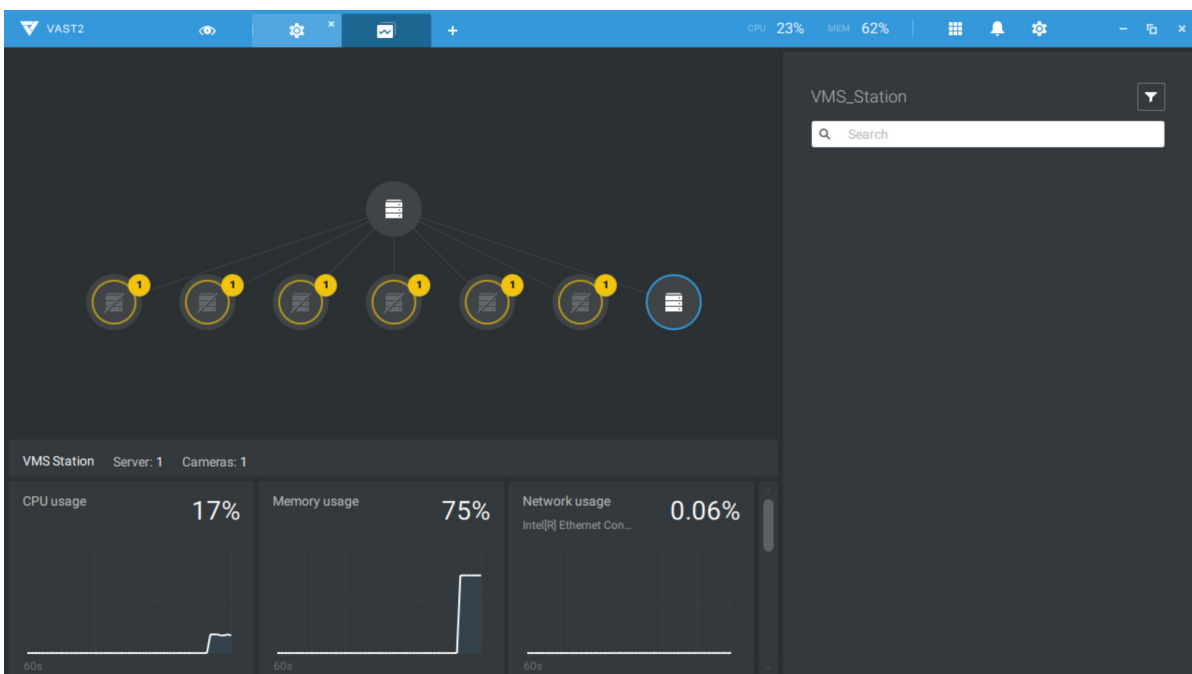 VAST2
CPU 23% MEM 62%
VMS_Station
Search
1 1 1 1 1 1
VMS Station Server: 1 Cameras: 1
CPU usage 17%
60s
Memory usage 75%
60s
Network usage 0.06%
Intel[R] Ethernet Con...
60s